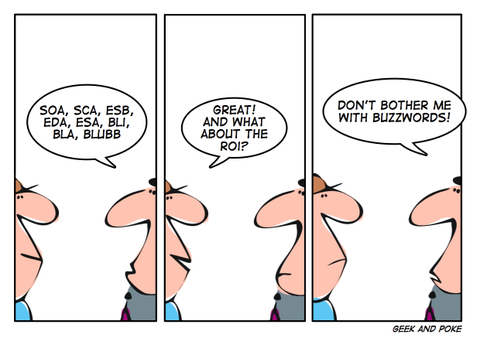 SOA, SCA, ESB,
EDA, ESA, BLI,
BLA, BLUBB
GREAT!
AND WHAT
ABOUT THE
ROI?
DON'T BOTHER ME
WITH BUZZWORDS!
GEEK AND POKE